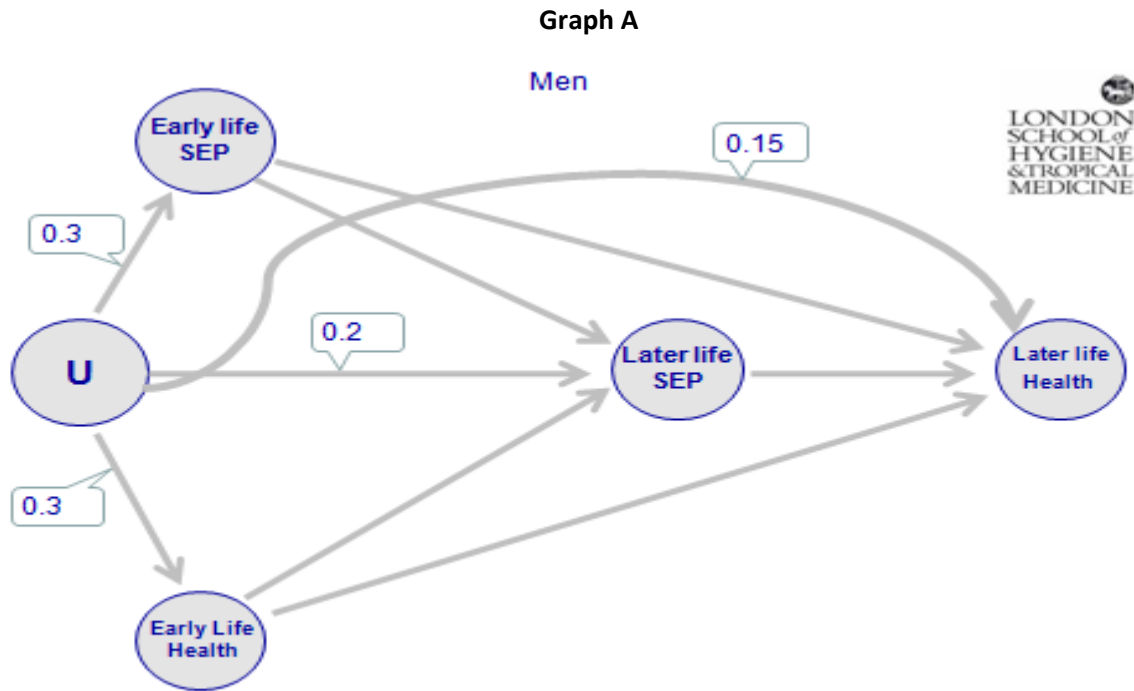 Graph A
Men
LONDON
SCHOOL of
HYGIENE
&TROPICAL
MEDICINE
Early life
SEP
0.15
0.3
0.2
U
Later life
SEP
Later life
Health
0.3
Early Life
Health